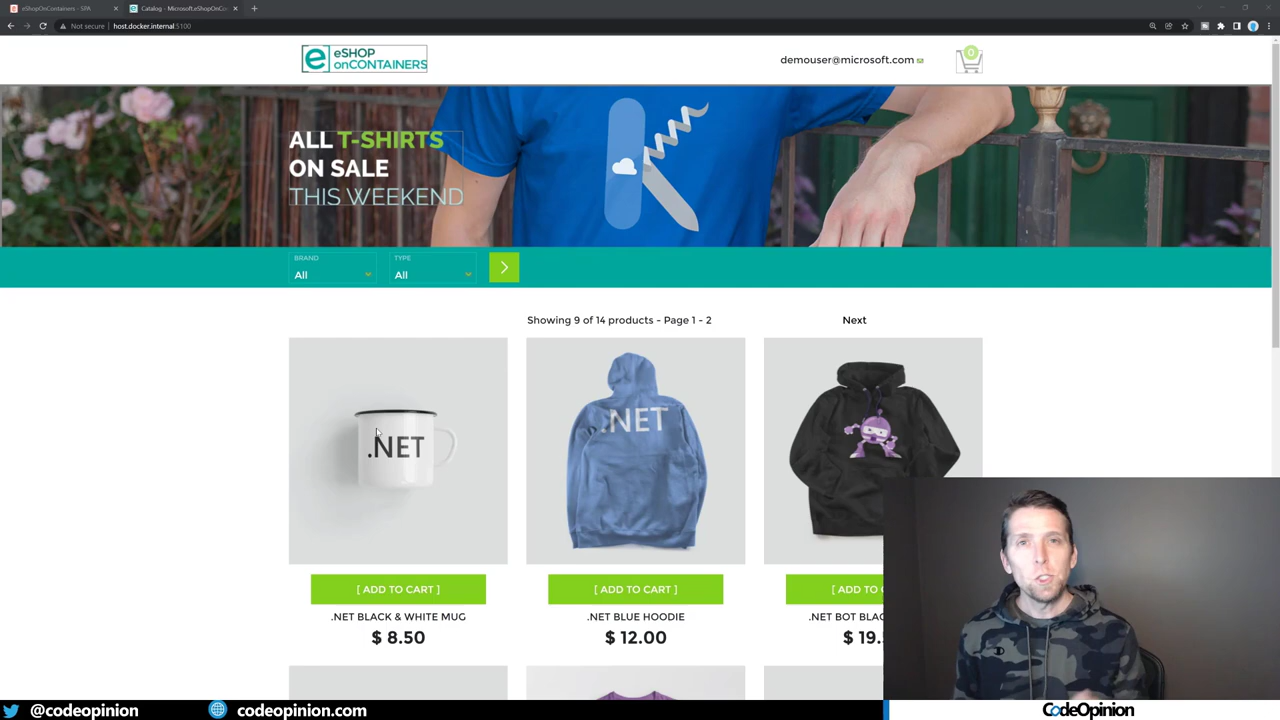 eShopOnContainers - SPA
Catalog - Microsoft.eShopOnCo
Not secure
host.docker.internal:5100
eSHOP
onCONTAINERS
demouser@microsoft.com
0
ALL T-SHIRTS
ON SALE
THIS WEEKEND
BRAND
TYPE
All
All
Showing 9 of 14 products - Page 1 - 2
Next
.NET
.NET
[ ADD TO CART ]
[ ADD TO CART ]
[ ADD TO
.NET BLACK & WHITE MUG
.NET BLUE HOODIE
.NET BOT BLAC
$ 8.50
$ 12.00
$ 19.
@codeopinion
codeopinion.com
CodeOpinion